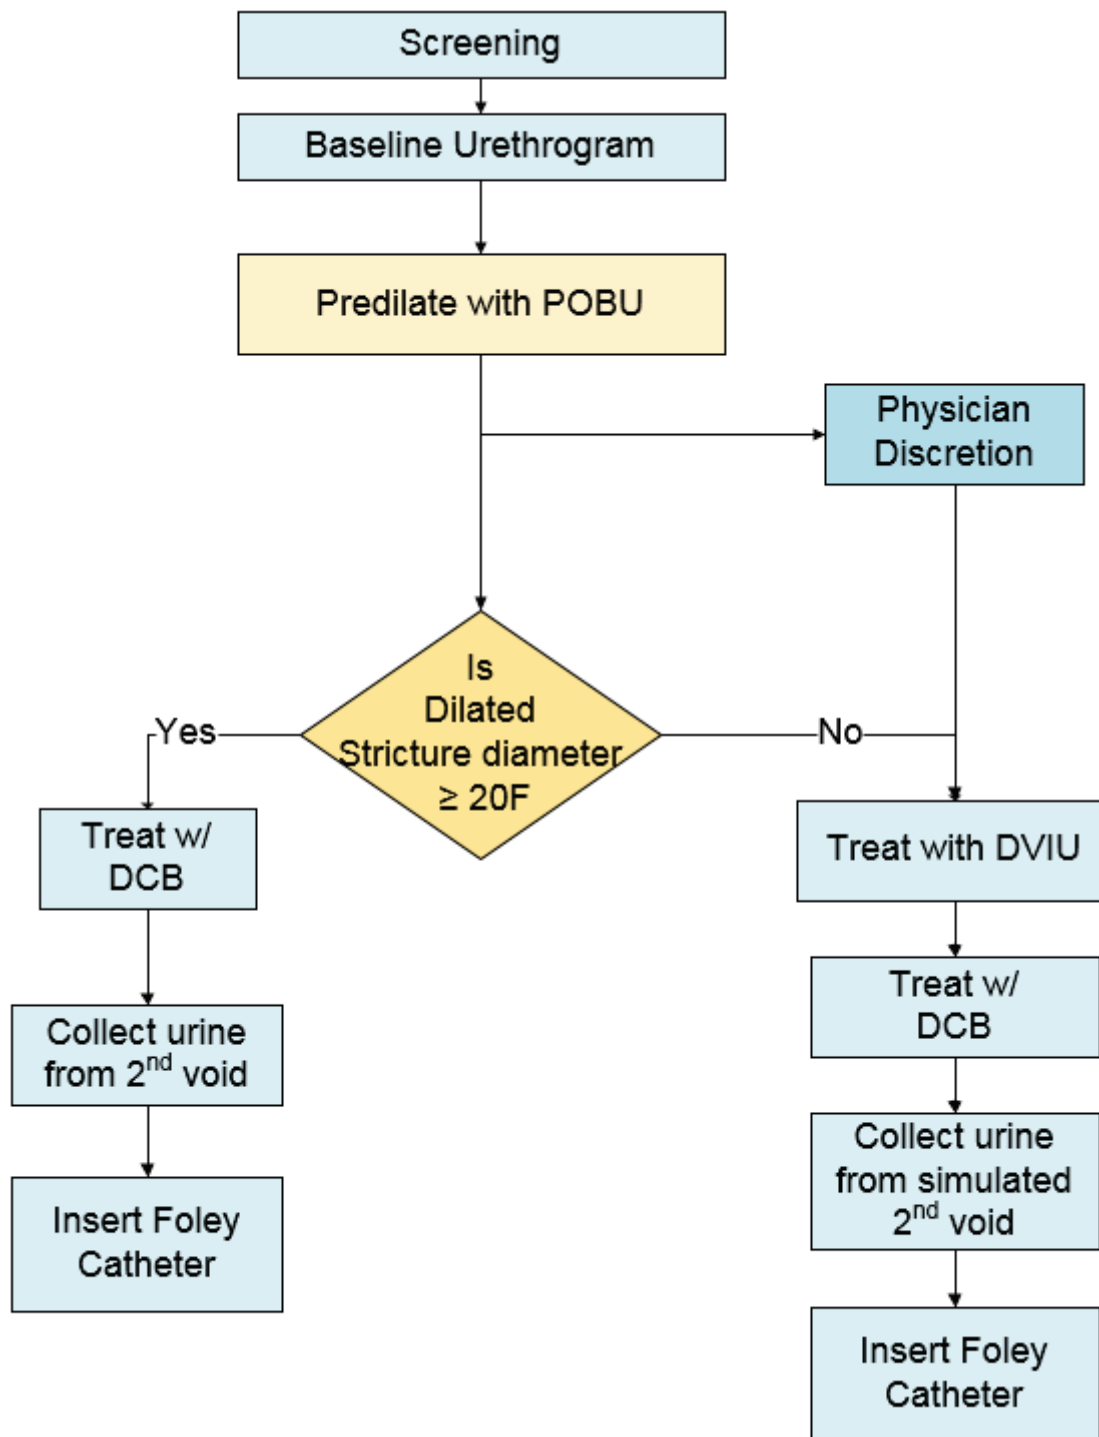 Screening
Baseline Urethrogram
Predilate with POBU
Physician
Discretion
Is
Dilated
Stricture diameter
≥ 20F
Yes
No
Treat w/
DCB
Collect urine
from 2nd void
Insert Foley
Catheter
Treat with DVIU
Treat w/
DCB
Collect urine
from simulated
2nd void
Insert Foley
Catheter